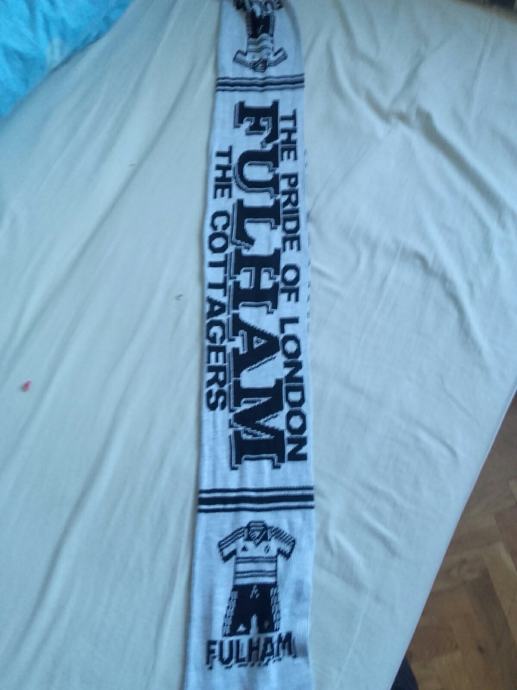 THE PRIDE OF LONDON
FULHAM
THE COTTAGERS
FULHAM